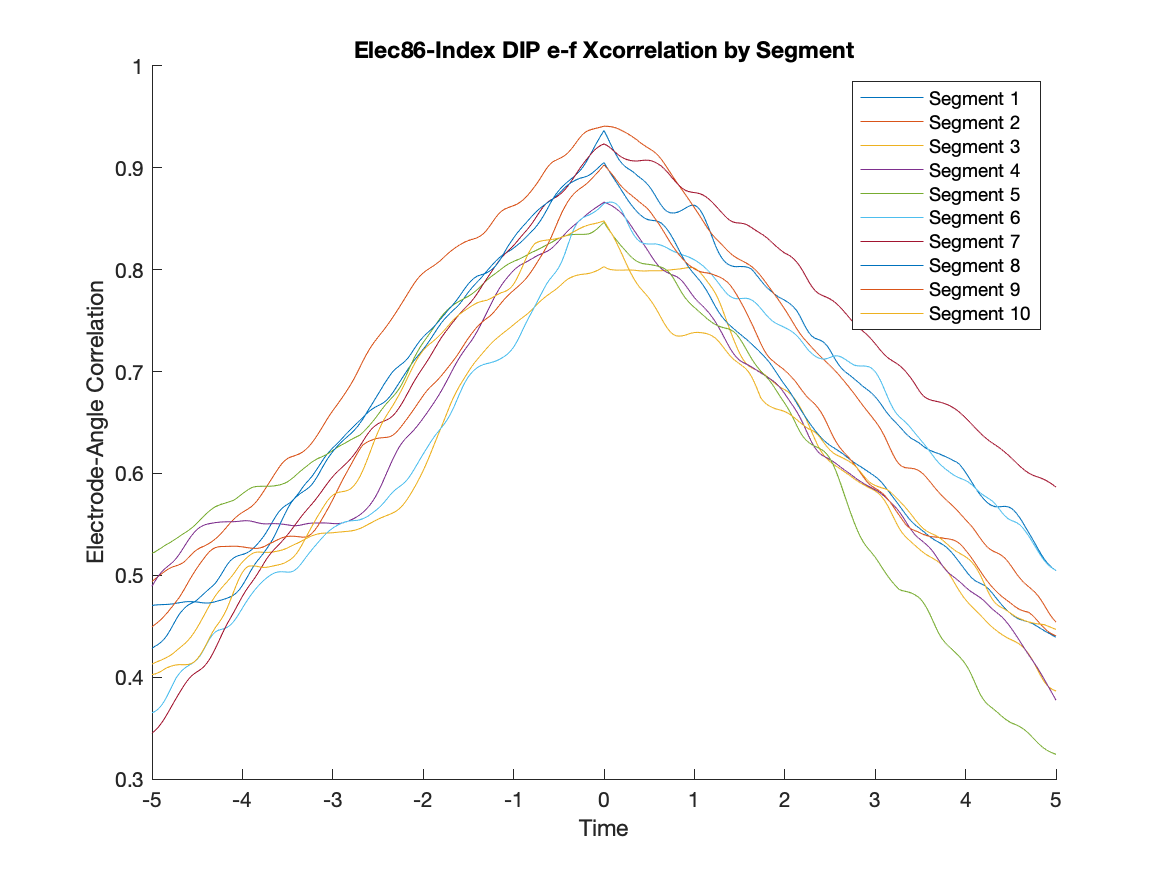 Elec86-Index DIP e-f Xcorrelation by Segment
1
0.9
0.8
0.7
0.6
0.5
0.4
0.3
Electrode-Angle Correlation
Segment 1
Segment 2
Segment 3
Segment 4
Segment 5
Segment 6
Segment 7
Segment 8
Segment 9
Segment 10
-5 -4 -3 -2 -1 0 1 2 3 4 5
Time